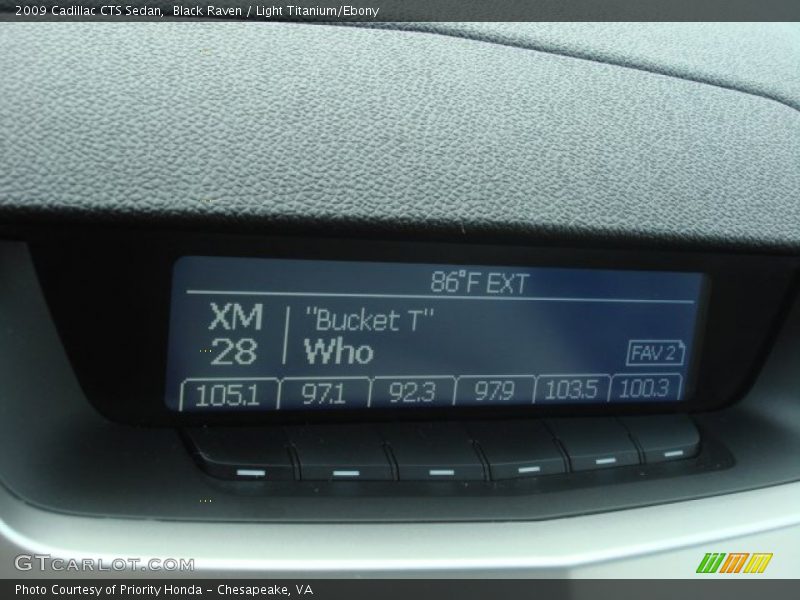 2009 Cadillac CTS Sedan, Black Raven / Light Titanium/Ebony
86°F EXT
XM
28
"Bucket T"
Who
FAV 2
105.1 97.1 92.3 97.9 103.5 100.3
GTCARLOT.COM
Photo Courtesy of Priority Honda - Chesapeake, VA